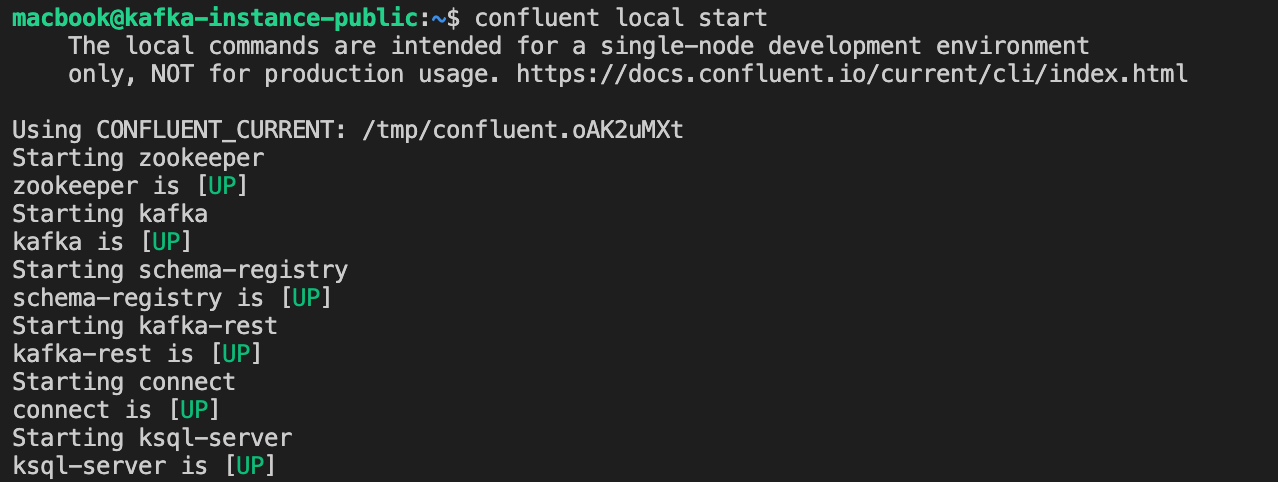 macbook@kafka-instance-public:~$ confluent local start
The local commands are intended for a single-node development environment
only, NOT for production usage. https://docs.confluent.io/current/cli/index.html
Using CONFLUENT_CURRENT: /tmp/confluent.oAK2uMXt
Starting zookeeper
zookeeper is [UP]
Starting kafka
kafka is [UP]
Starting schema-registry
schema-registry is [UP]
Starting kafka-rest
kafka-rest is [UP]
Starting connect
connect is [UP]
Starting ksql-server
ksql-server is [UP]